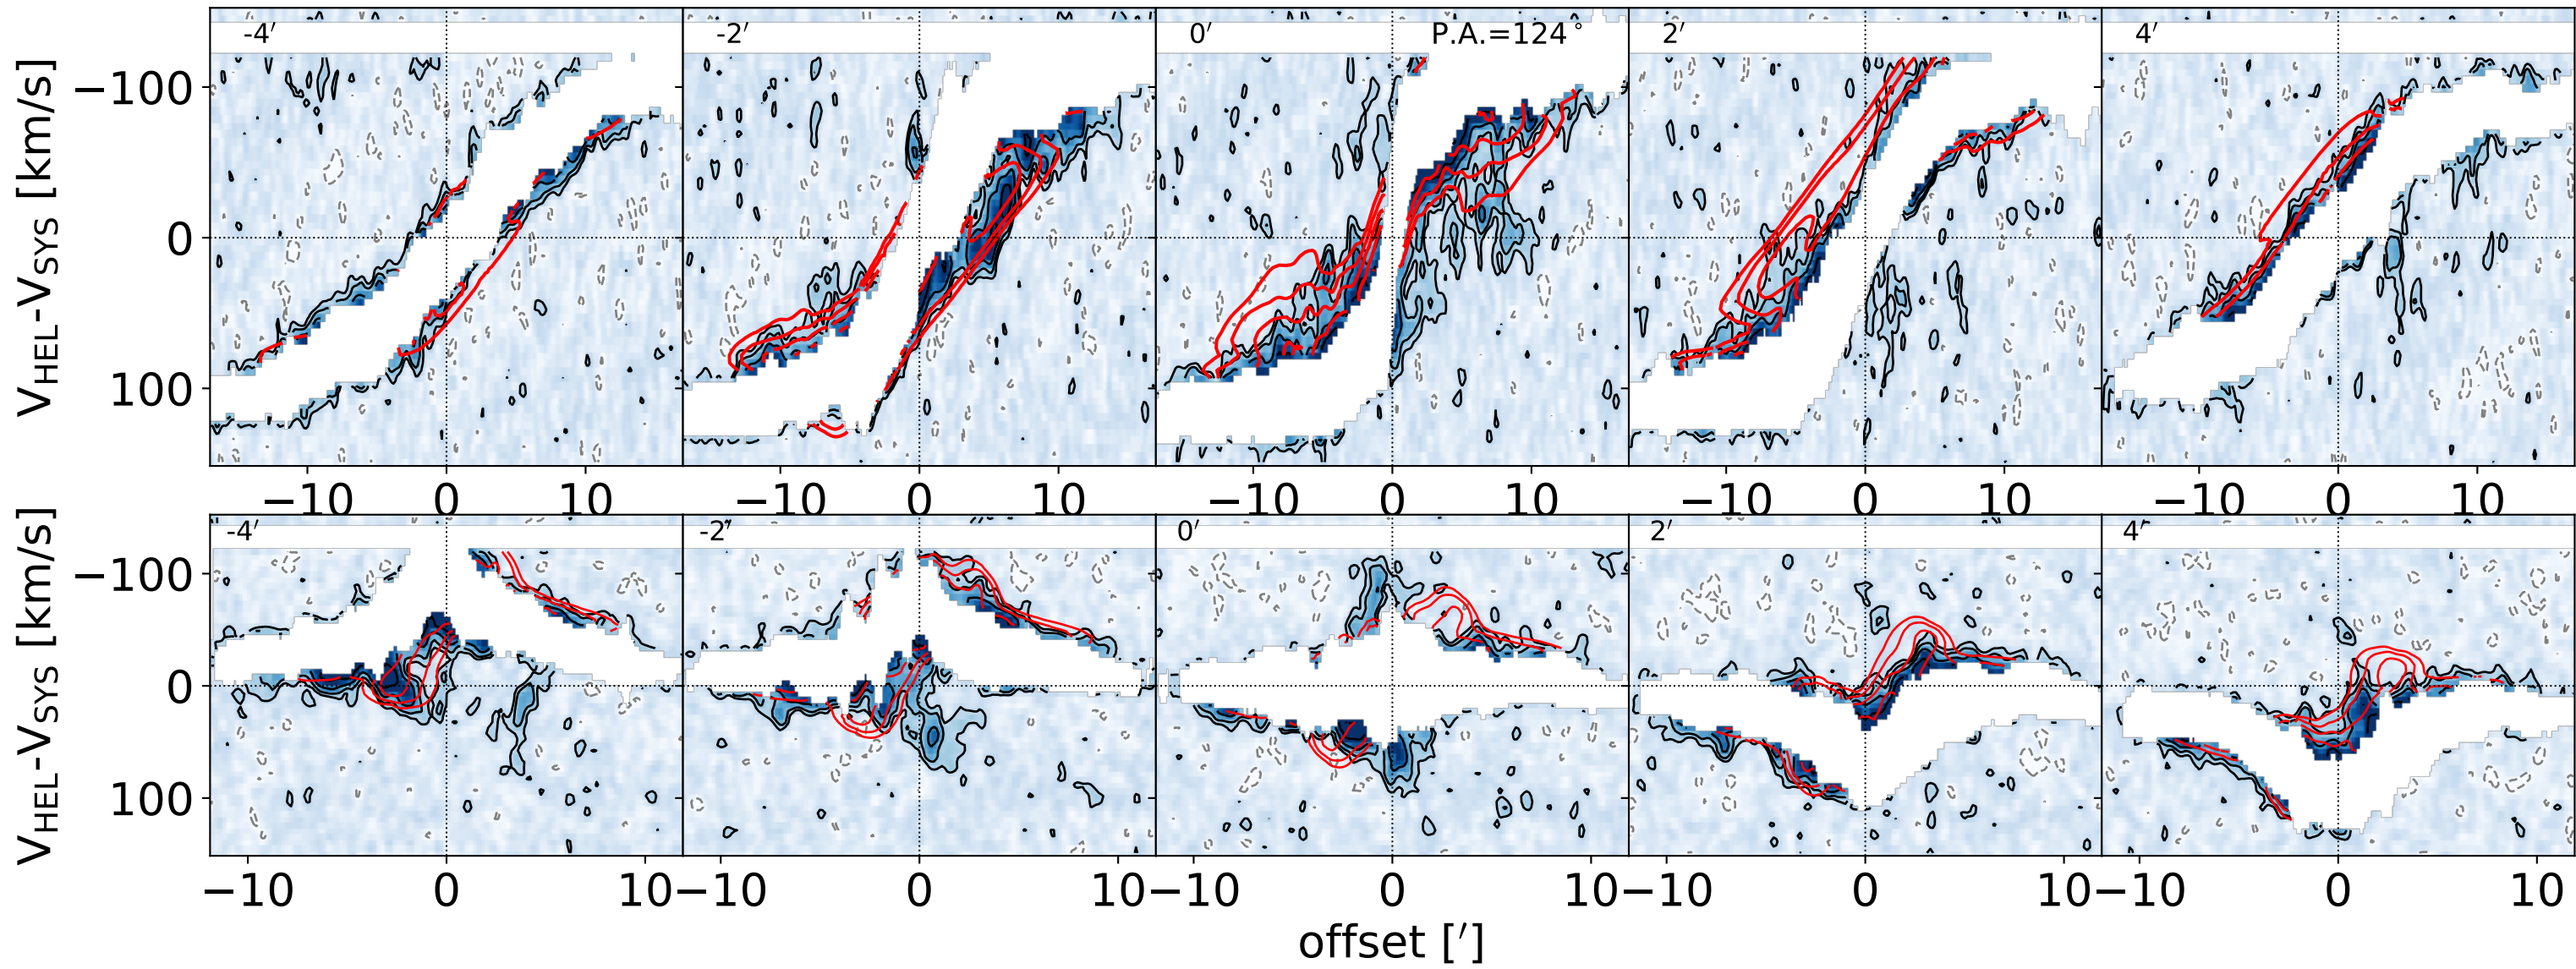 -4′ -2′ 0′ P.A.=124° 2′ 4′
V_HEL-V_SYS [km/s]
−100
0
100
−10 0 10 −10 0 10 −10 0 10 −10 0 10 −10 0 10
-4′ -2′ 0′ 2′ 4′
V_HEL-V_SYS [km/s]
−100
0
100
−10 0 10 −10 0 10 −10 0 10 −10 0 10 −10 0 10
offset [′]